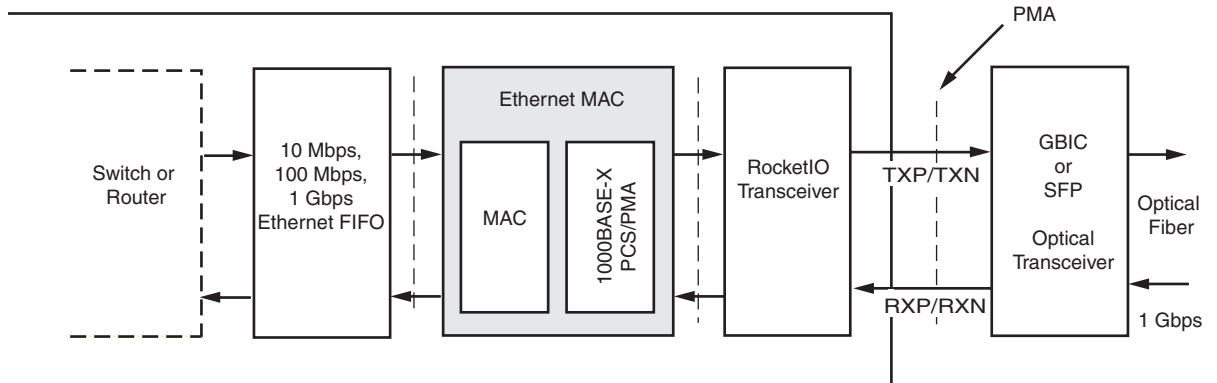 PMA
Switch or
Router
10 Mbps,
100 Mbps,
1 Gbps
Ethernet FIFO
Ethernet MAC
MAC
1000BASE-X
PCS/PMA
RocketIO
Transceiver
TXP/TXN
RXP/RXN
GBIC
or
SFP
Optical
Transceiver
Optical
Fiber
1 Gbps